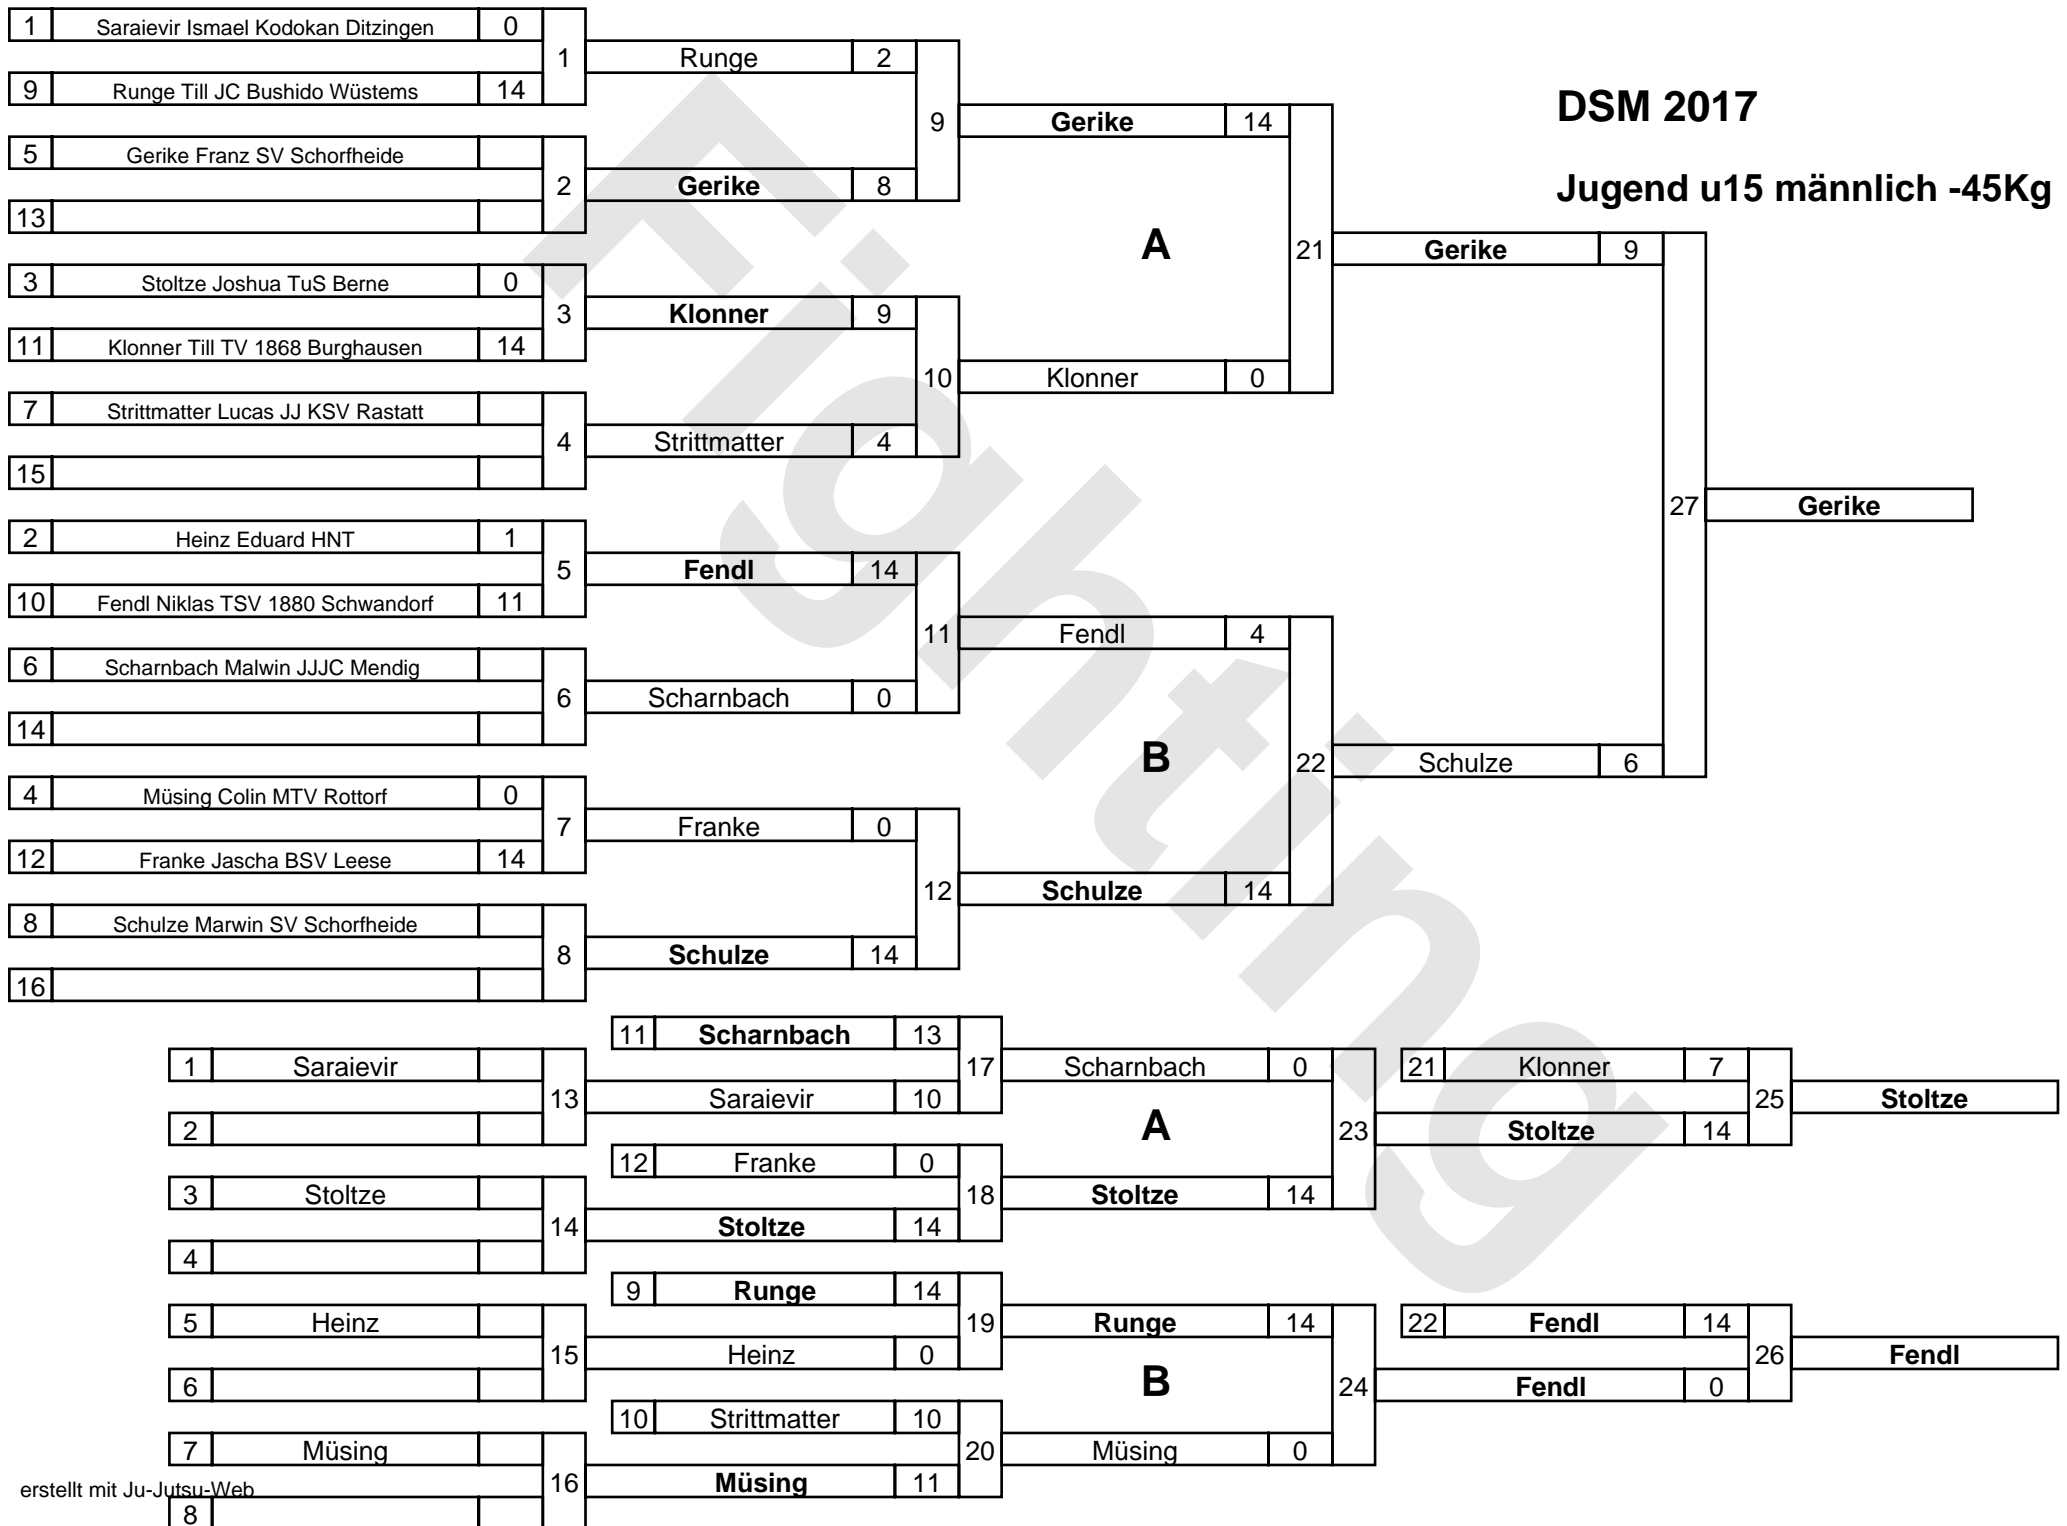 DSM 2017
Jugend u15 männlich -45Kg
1 Saraievir Ismael Kodokan Ditzingen 0
9 Runge Till JC Bushido Wüstems 14
1
5 Gerike Franz SV Schorfheide
13
2
3 Stoltze Joshua TuS Berne 0
11 Klonner Till TV 1868 Burghausen 14
3
7 Strittmatter Lucas JJ KSV Rastatt
15
4
2 Heinz Eduard HNT 1
10 Fendl Niklas TSV 1880 Schwandorf 11
5
6 Scharnbach Malwin JJJC Mendig
14
6
4 Müsing Colin MTV Rottorf 0
12 Franke Jascha BSV Leese 14
7
8 Schulze Marwin SV Schorfheide
16
8
Runge 2
Gerike 8
9
Klonner 9
Strittmatter 4
10
Fendl 14
Scharnbach 0
11
Franke 0
Schulze 14
12
Gerike 14
A
Klonner 0
21
Fendl 4
B
Schulze 14
22
Gerike 9
Schulze 6
27
Gerike
1 Saraievir
2
13
3 Stoltze
4
14
5 Heinz
6
15
7 Müsing
8
16
11 Scharnbach 13
Saraievir 10
17
12 Franke 0
Stoltze 14
18
9 Runge 14
Heinz 0
19
10 Strittmatter 10
Müsing 11
20
Scharnbach 0
A
Stoltze 14
23
Runge 14
B
Müsing 0
24
21 Klonner 7
Stoltze 14
25
Stoltze
22 Fendl 14
Fendl 0
26
Fendl
erstellt mit Ju-Jutsu-Web
Fighting